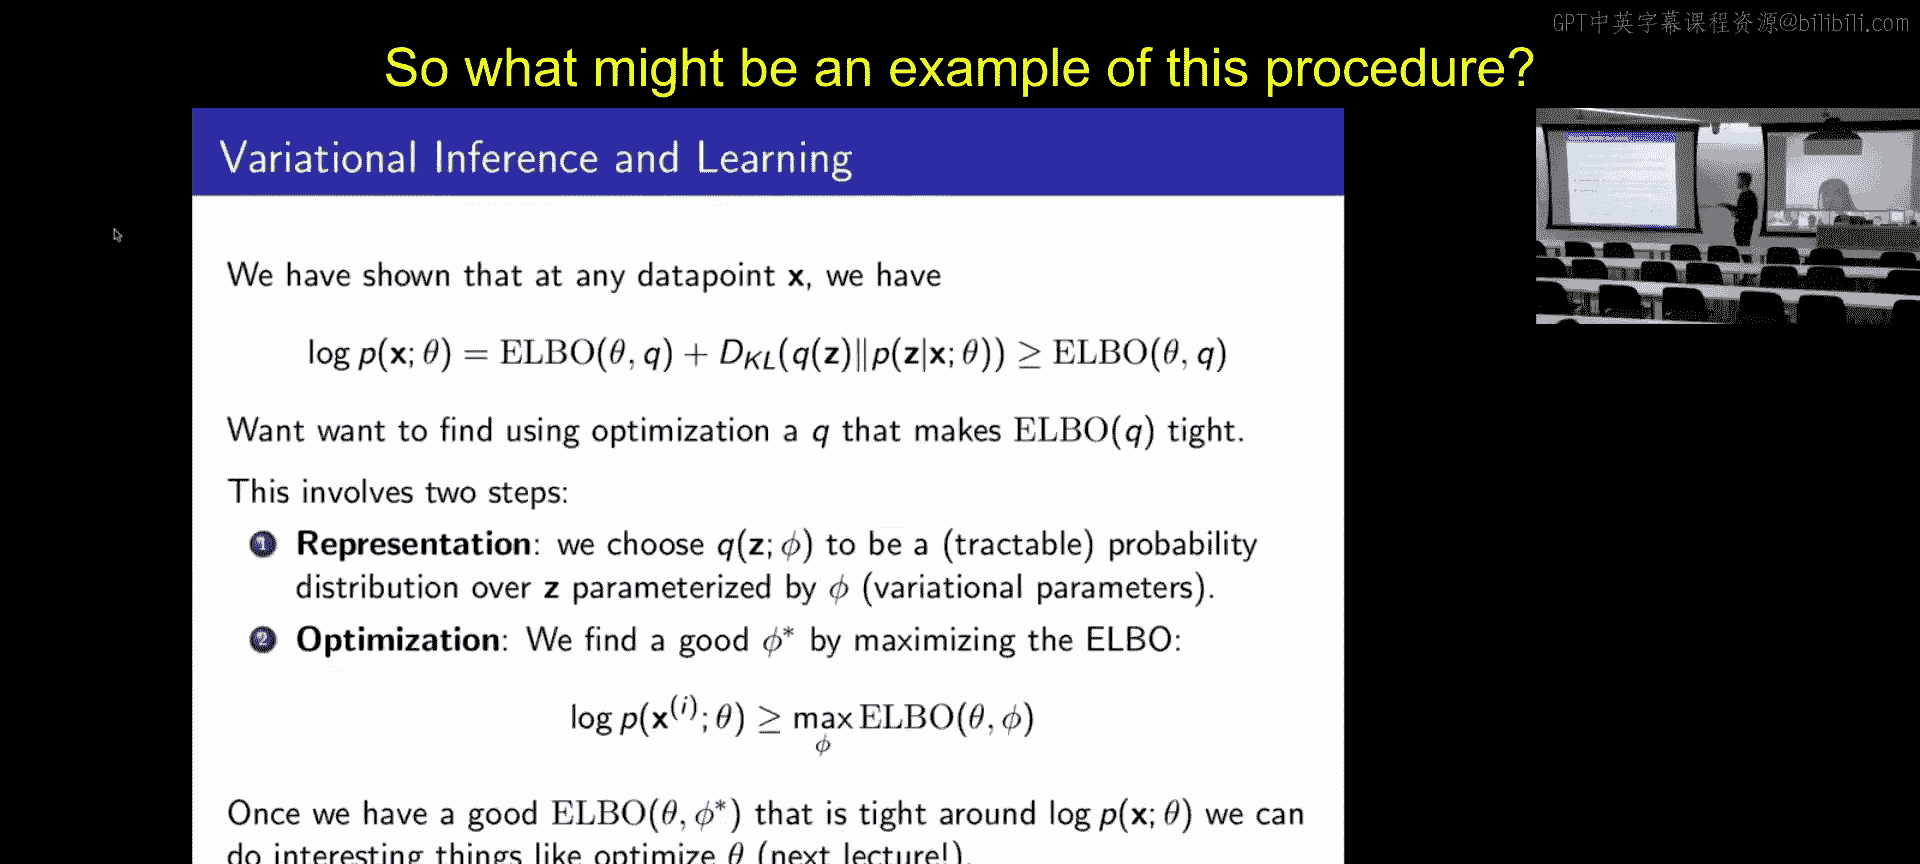 GPT中英字幕课程资源@bilibili.com
So what might be an example of this procedure?
Variational Inference and Learning
We have shown that at any datapoint x, we have
log p(x; θ) = ELBO(θ, q) + D_KL(q(z)‖p(z|x; θ)) ≥ ELBO(θ, q)
Want want to find using optimization a q that makes ELBO(q) tight.
This involves two steps:
1 Representation: we choose q(z; ϕ) to be a (tractable) probability
distribution over z parameterized by ϕ (variational parameters).
2 Optimization: We find a good ϕ* by maximizing the ELBO:
log p(x^(i); θ) ≥ max_ϕ ELBO(θ, ϕ)
Once we have a good ELBO(θ, ϕ*) that is tight around log p(x; θ) we can
do interesting things like optimize θ (next lecture!).